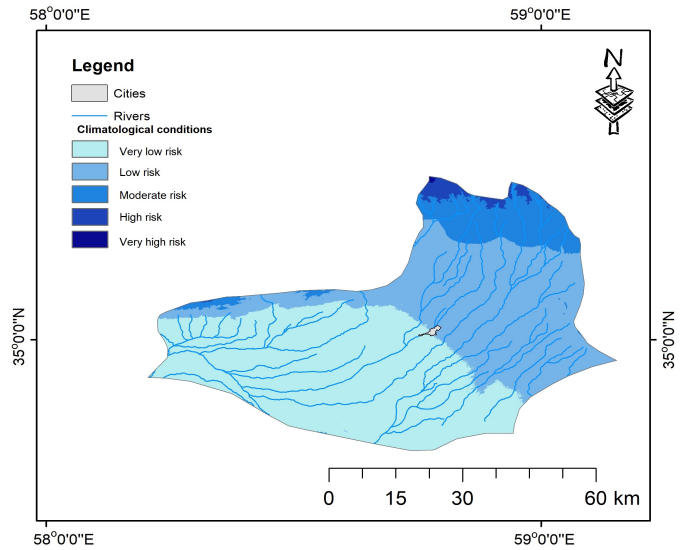 58°0'0"E 59°0'0"E
N
Legend
Cities
Rivers
Climatological conditions
Very low risk
Low risk
Moderate risk
High risk
Very high risk
35°0'0"N 35°0'0"N
0 15 30 60 km
58°0'0"E 59°0'0"E